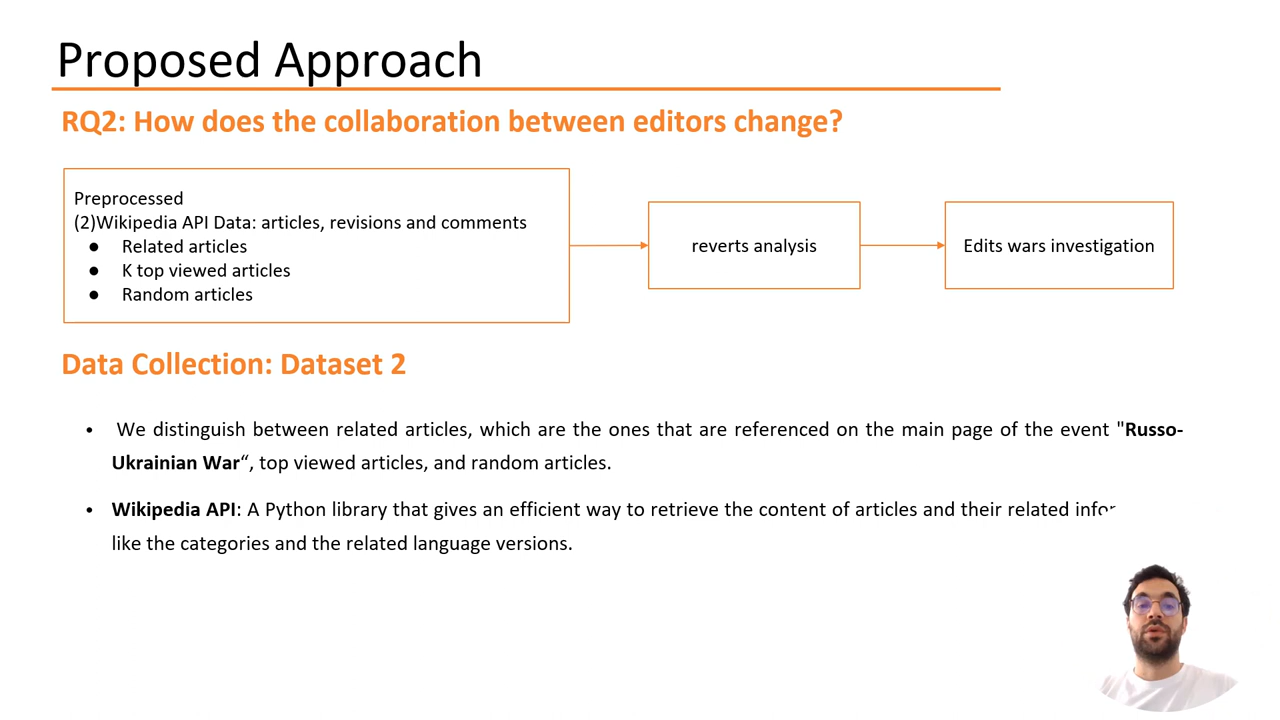 Proposed Approach
RQ2: How does the collaboration between editors change?
Preprocessed
(2)Wikipedia API Data: articles, revisions and comments
● Related articles
● K top viewed articles
● Random articles
reverts analysis
Edits wars investigation
Data Collection: Dataset 2
• We distinguish between related articles, which are the ones that are referenced on the main page of the event "Russo-
Ukrainian War“, top viewed articles, and random articles.
• Wikipedia API: A Python library that gives an efficient way to retrieve the content of articles and their related
like the categories and the related language versions.